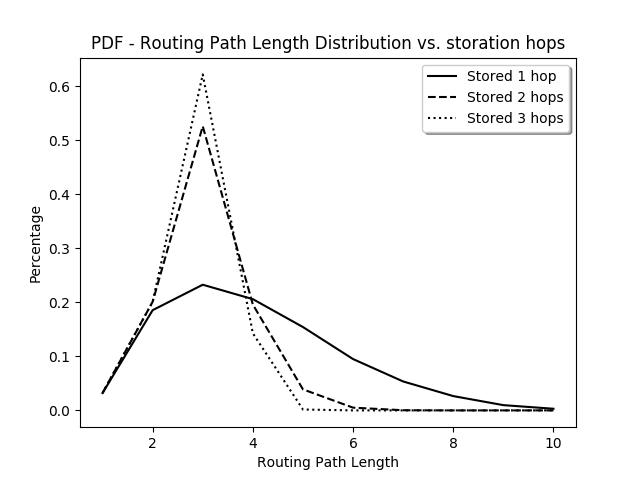 PDF - Routing Path Length Distribution vs. storation hops
Stored 1 hop
Stored 2 hops
Stored 3 hops
0.6
0.5
0.4
0.3
0.2
0.1
0.0
Percentage
2 4 6 8 10
Routing Path Length